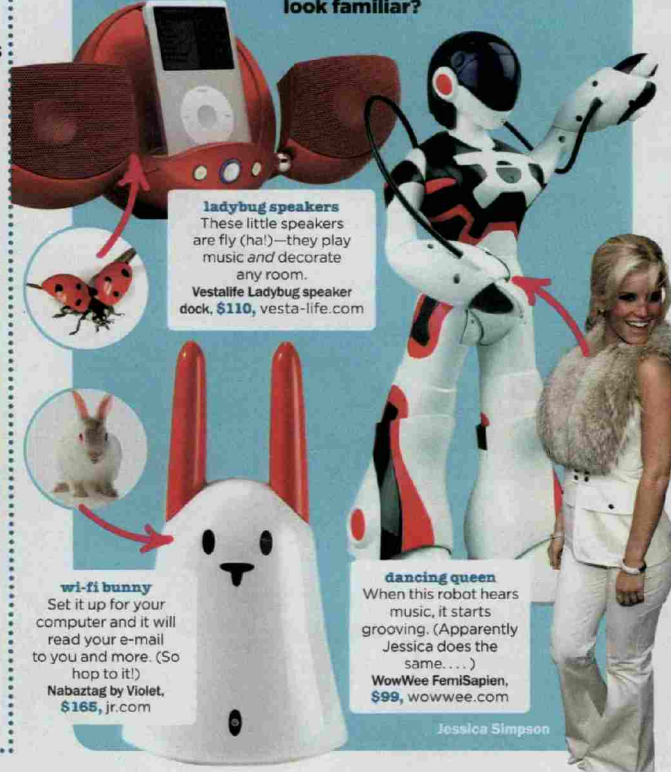 look familiar?
ladybug speakers
These little speakers
are fly (ha!)—they play
music and decorate
any room.
Vestalife Ladybug speaker
dock, $110, vesta-life.com
wi-fi bunny
Set it up for your
computer and it will
read your e-mail
to you and more. (So
hop to it!)
Nabaztag by Violet,
$165, jr.com
dancing queen
When this robot hears
music, it starts
grooving. (Apparently
Jessica does the
same. . . . )
WowWee FemiSapien,
$99, wowwee.com
Jessica Simpson